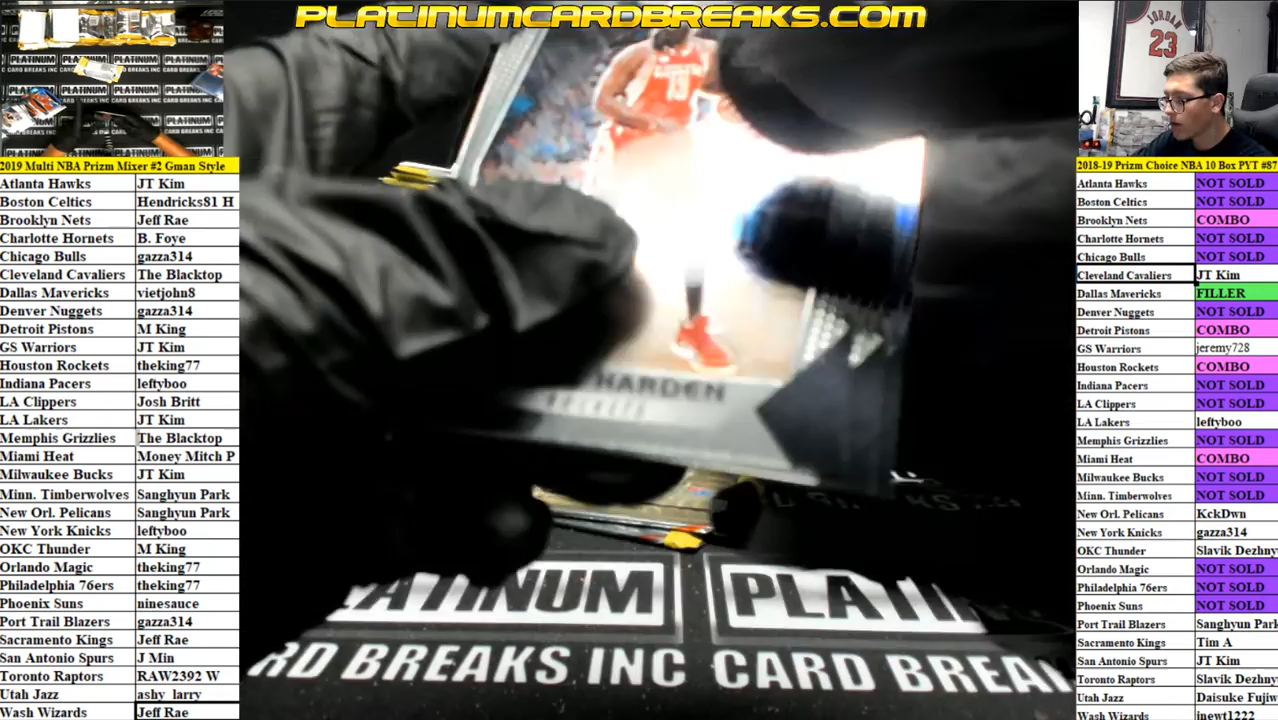 PLATINUMCARDBREAKS.COM
JORDAN
23
PLATINUM
CARD BREAKS INC
2019 Multi NBA Prizm Mixer #2 Gman Style
Atlanta Hawks JT Kim
Boston Celtics Hendricks81 H
Brooklyn Nets Jeff Rae
Charlotte Hornets B. Foye
Chicago Bulls gazza314
Cleveland Cavaliers The Blacktop
Dallas Mavericks vietjohn8
Denver Nuggets gazza314
Detroit Pistons M King
GS Warriors JT Kim
Houston Rockets theking77
Indiana Pacers leftyboo
LA Clippers Josh Britt
LA Lakers JT Kim
Memphis Grizzlies The Blacktop
Miami Heat Money Mitch P
Milwaukee Bucks JT Kim
Minn. Timberwolves Sanghyun Park
New Orl. Pelicans Sanghyun Park
New York Knicks leftyboo
OKC Thunder M King
Orlando Magic theking77
Philadelphia 76ers theking77
Phoenix Suns ninesauce
Port Trail Blazers gazza314
Sacramento Kings Jeff Rae
San Antonio Spurs J Min
Toronto Raptors RAW2392 W
Utah Jazz ashy larry
Wash Wizards Jeff Rae
13
HARDEN
PLATINUM PLATI
RD BREAKS INC CARD BREA
2018-19 Prizm Choice NBA 10 Box PYT #87
Atlanta Hawks NOT SOLD
Boston Celtics NOT SOLD
Brooklyn Nets COMBO
Charlotte Hornets NOT SOLD
Chicago Bulls NOT SOLD
Cleveland Cavaliers JT Kim
Dallas Mavericks FILLER
Denver Nuggets NOT SOLD
Detroit Pistons COMBO
GS Warriors jeremy728
Houston Rockets COMBO
Indiana Pacers NOT SOLD
LA Clippers NOT SOLD
LA Lakers leftyboo
Memphis Grizzlies NOT SOLD
Miami Heat COMBO
Milwaukee Bucks NOT SOLD
Minn. Timberwolves NOT SOLD
New Orl. Pelicans KckDwn
New York Knicks gazza314
OKC Thunder Slavik Dezhny
Orlando Magic NOT SOLD
Philadelphia 76ers NOT SOLD
Phoenix Suns NOT SOLD
Port Trail Blazers Sanghyun Park
Sacramento Kings Tim A
San Antonio Spurs JT Kim
Toronto Raptors Slavik Dezhny
Utah Jazz Daisuke Fujiw
Wash Wizards inewt1222